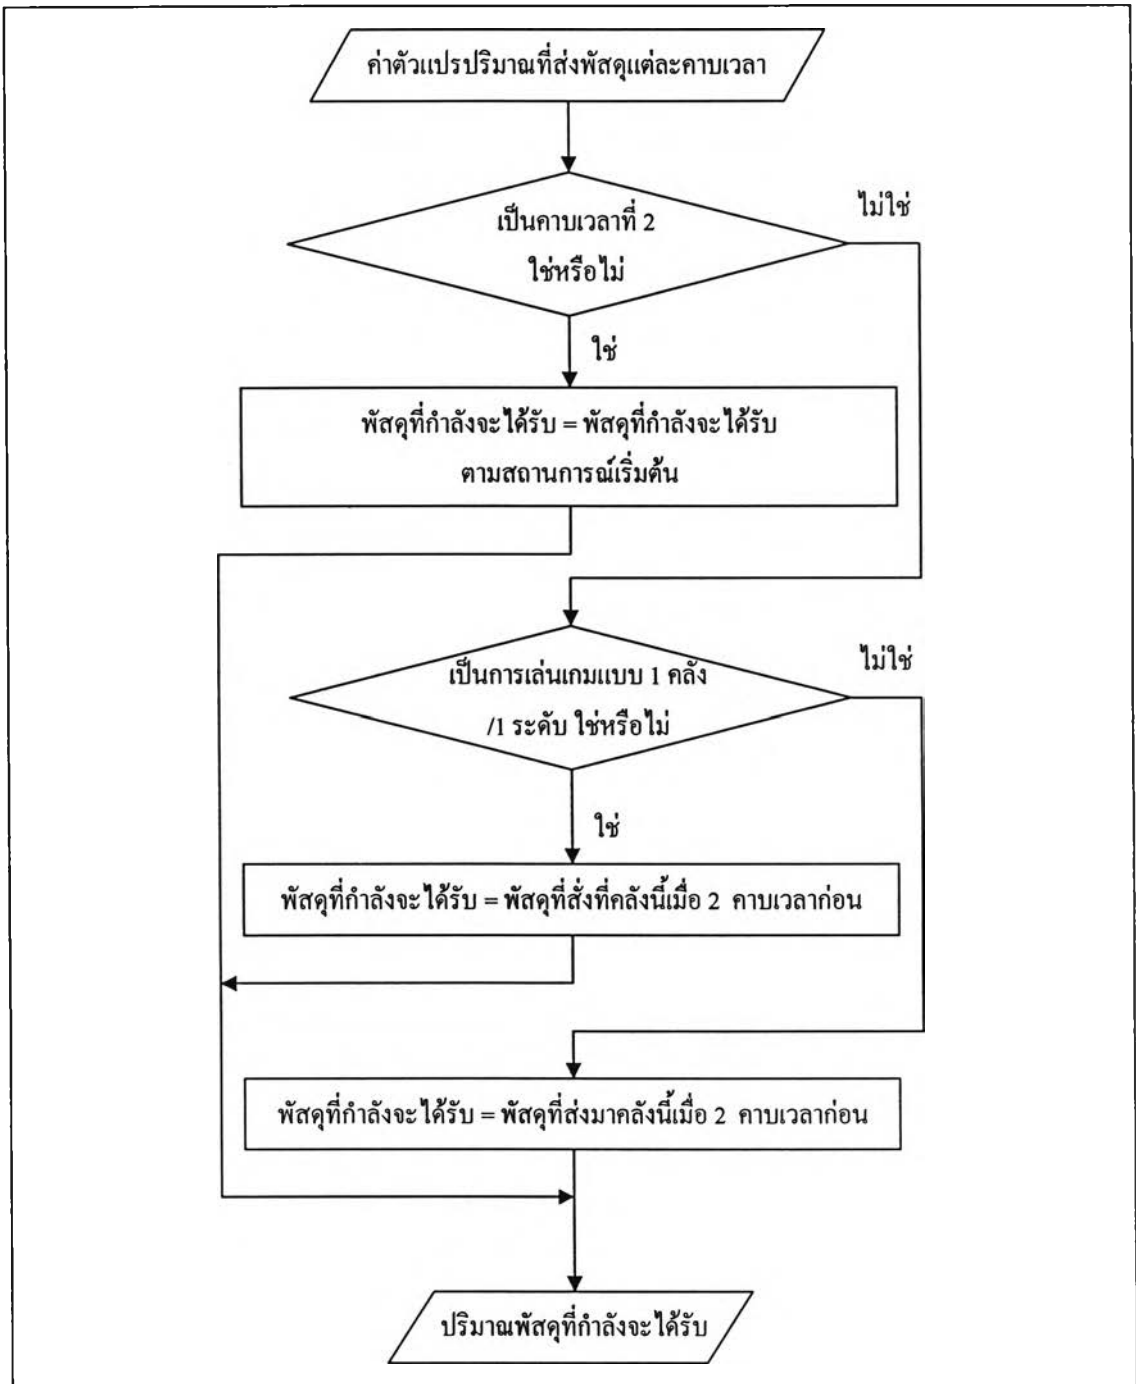 ค่าตัวแปรปริมาณที่ส่งพัสดุแต่ละคาบเวลา
ไม่ใช่
เป็นคาบเวลาที่ 2
ใช่หรือไม่
ใช่
พัสดุที่กำลังจะได้รับ = พัสดุที่กำลังจะได้รับ
ตามสถานการณ์เริ่มต้น
ไม่ใช่
เป็นการเล่นเกมแบบ 1 คลัง
/1 ระดับ ใช่หรือไม่
ใช่
พัสดุที่กำลังจะได้รับ = พัสดุที่สั่งที่คลังนี้เมื่อ 2 คาบเวลาก่อน
พัสดุที่กำลังจะได้รับ = พัสดุที่ส่งมาคลังนี้เมื่อ 2 คาบเวลาก่อน
ปริมาณพัสดุที่กำลังจะได้รับ